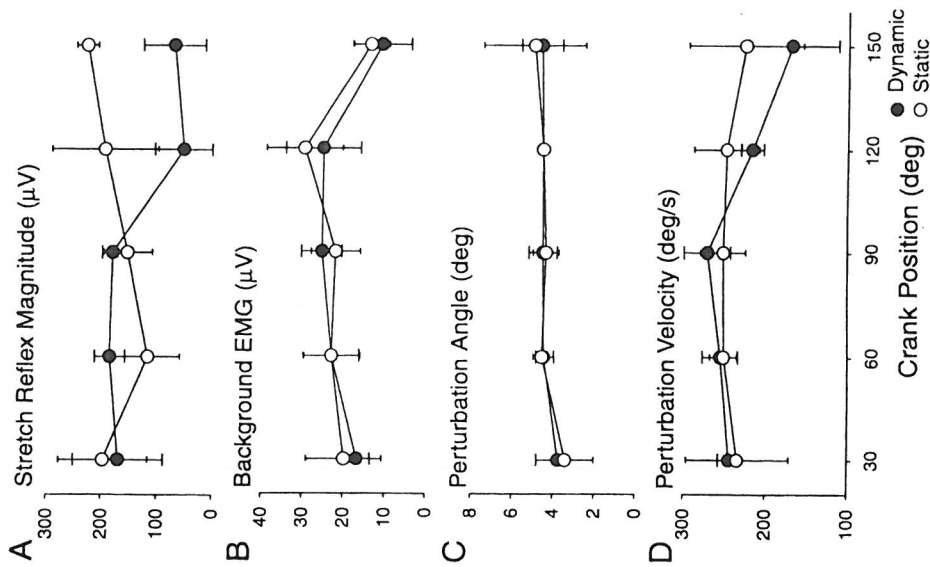 A
Stretch Reflex Magnitude (μV)
300
200
100
0
B
Background EMG (μV)
40
30
20
10
0
C
Perturbation Angle (deg)
8
6
4
2
0
D
Perturbation Velocity (deg/s)
300
200
100
30
60
90
120
150
Crank Position (deg)
Dynamic
Static